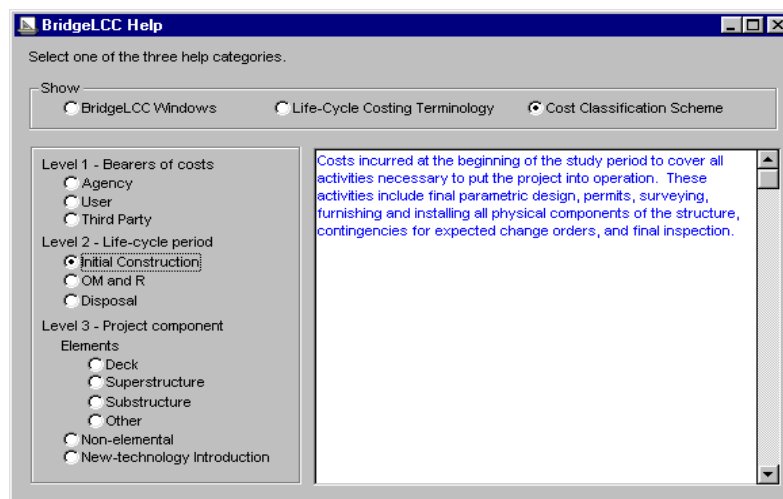 BridgeLCC Help
Select one of the three help categories.
Show
BridgeLCC Windows Life-Cycle Costing Terminology Cost Classification Scheme
Level 1 - Bearers of costs
Agency
User
Third Party
Level 2 - Life-cycle period
Initial Construction
OM and R
Disposal
Level 3 - Project component
Elements
Deck
Superstructure
Substructure
Other
Non-elemental
New-technology Introduction
Costs incurred at the beginning of the study period to cover all
activities necessary to put the project into operation. These
activities include final parametric design, permits, surveying,
furnishing and installing all physical components of the structure,
contingencies for expected change orders, and final inspection.